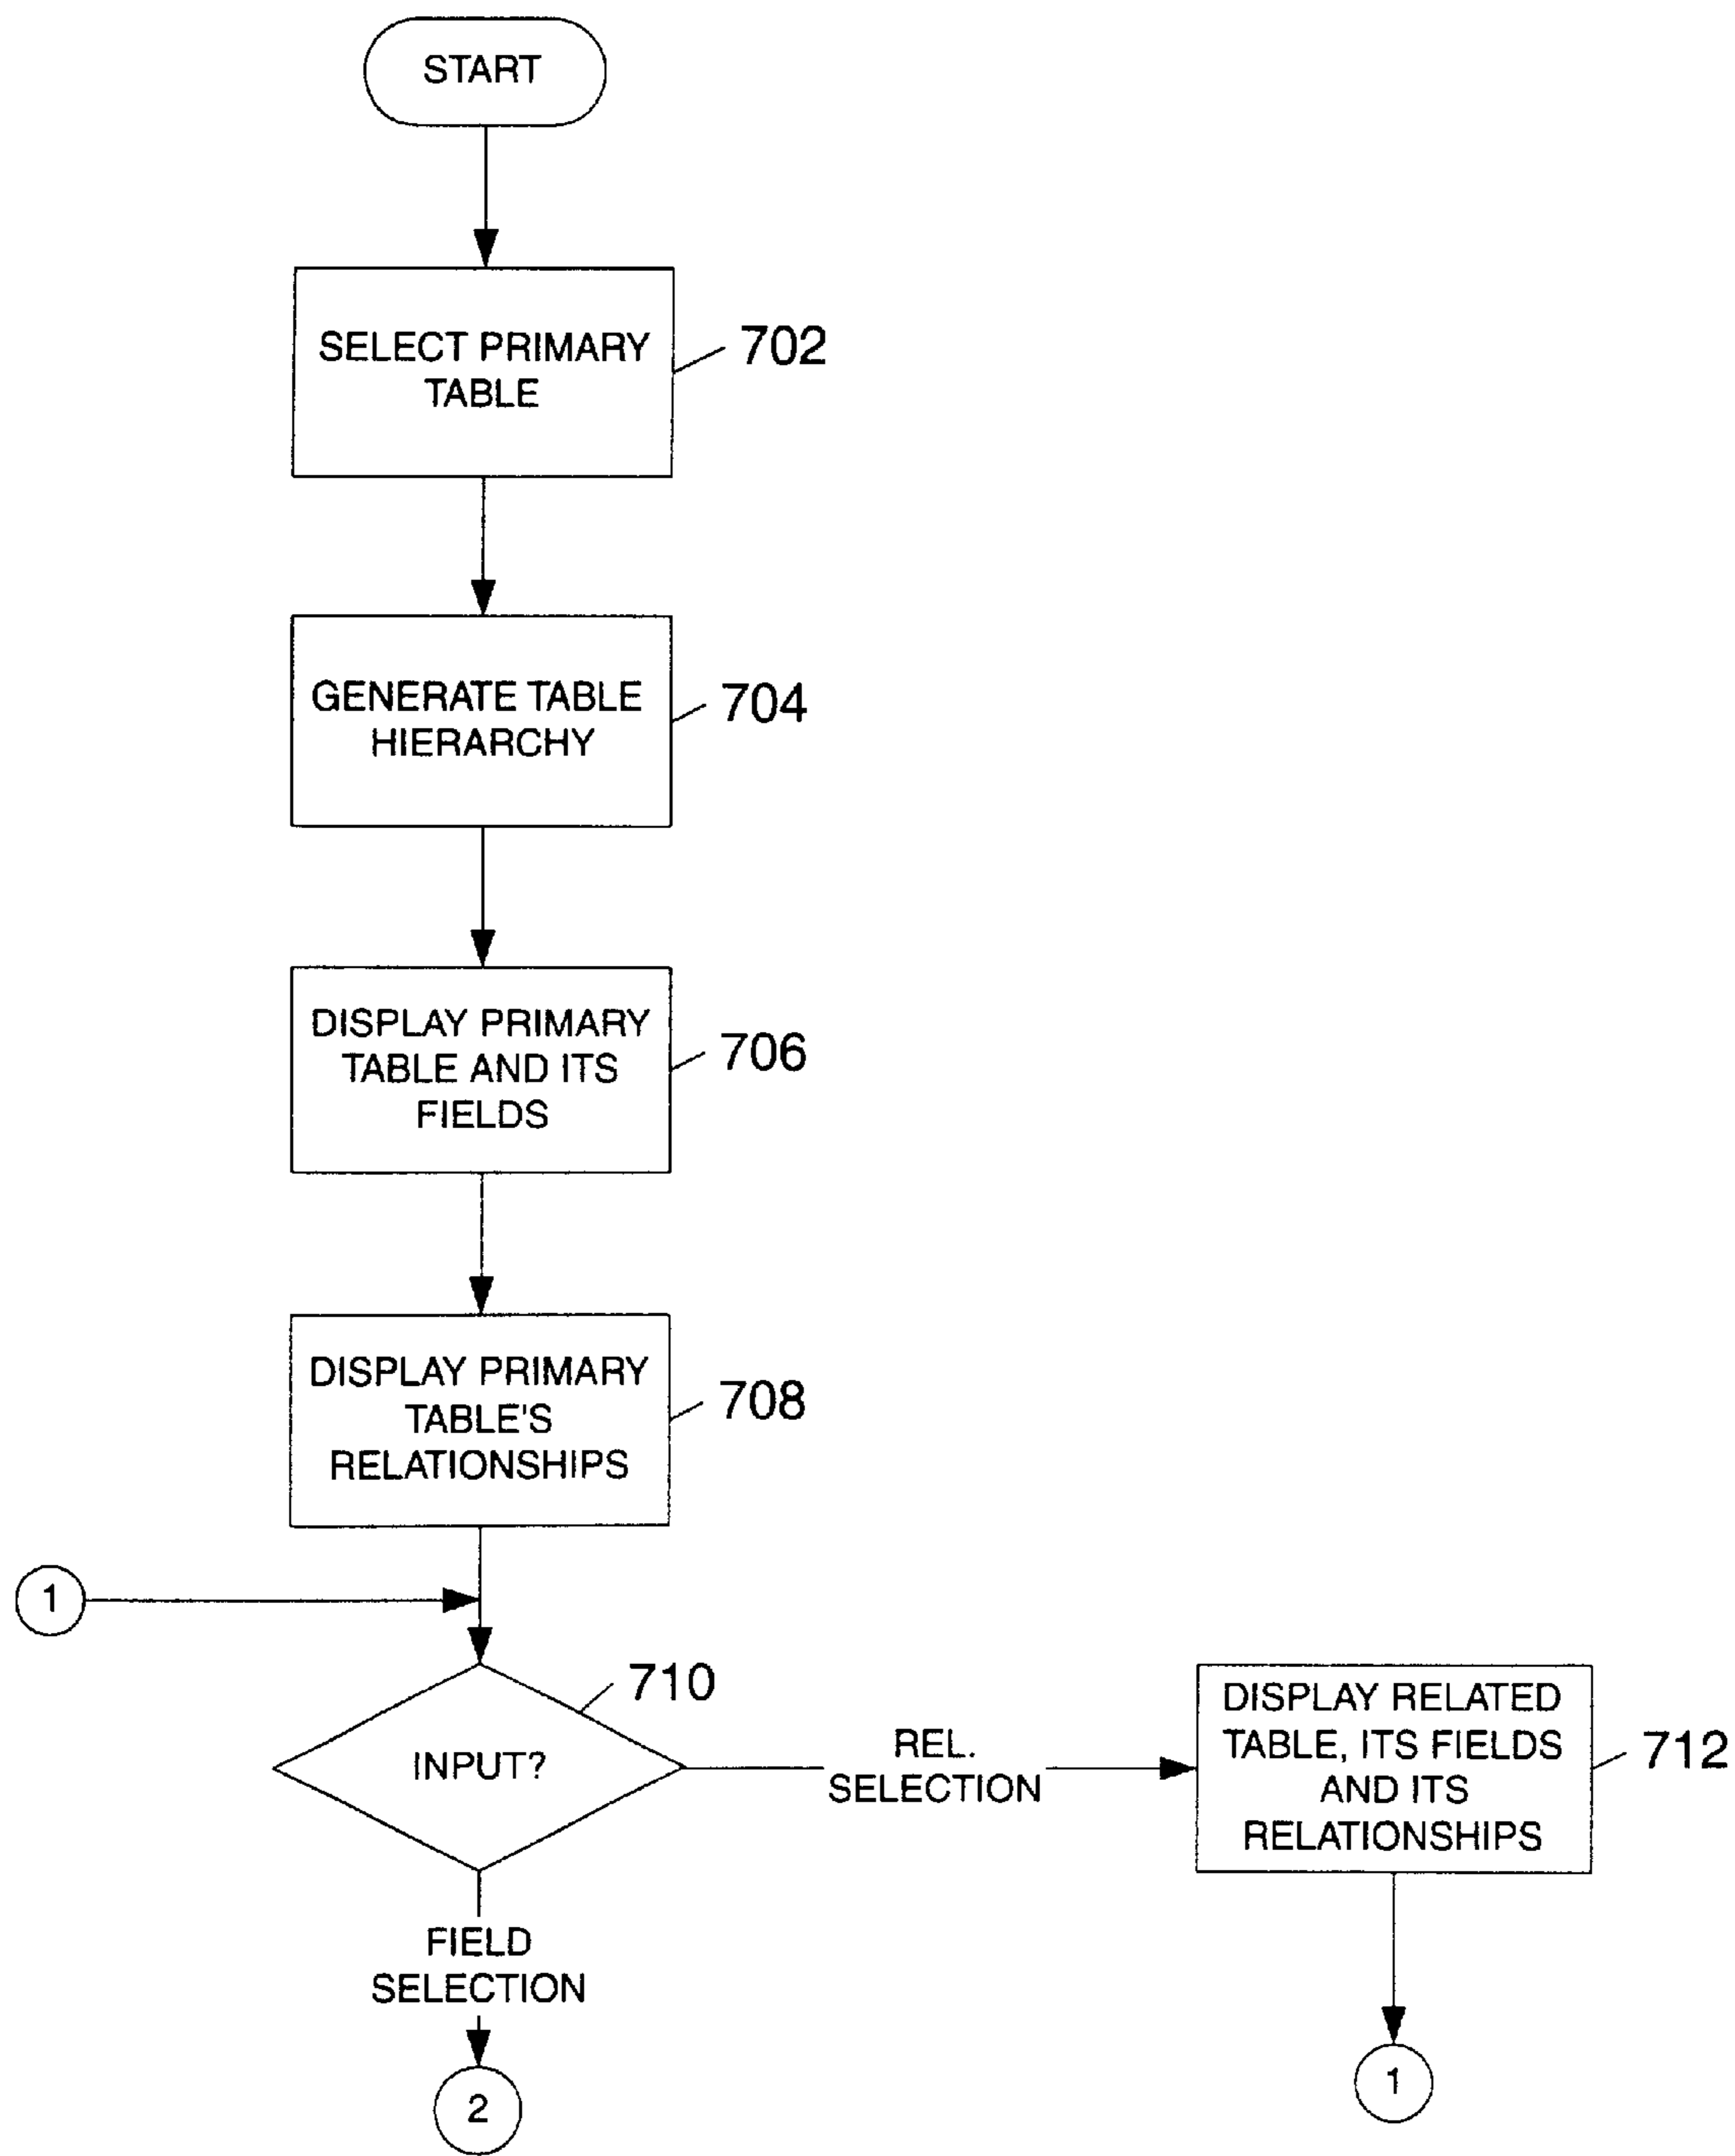 START
SELECT PRIMARY
TABLE
702
GENERATE TABLE
HIERARCHY
704
DISPLAY PRIMARY
TABLE AND ITS
FIELDS
706
DISPLAY PRIMARY
TABLE'S
RELATIONSHIPS
708
1
710
INPUT?
REL.
SELECTION
DISPLAY RELATED
TABLE, ITS FIELDS
AND ITS
RELATIONSHIPS
712
FIELD
SELECTION
1
2